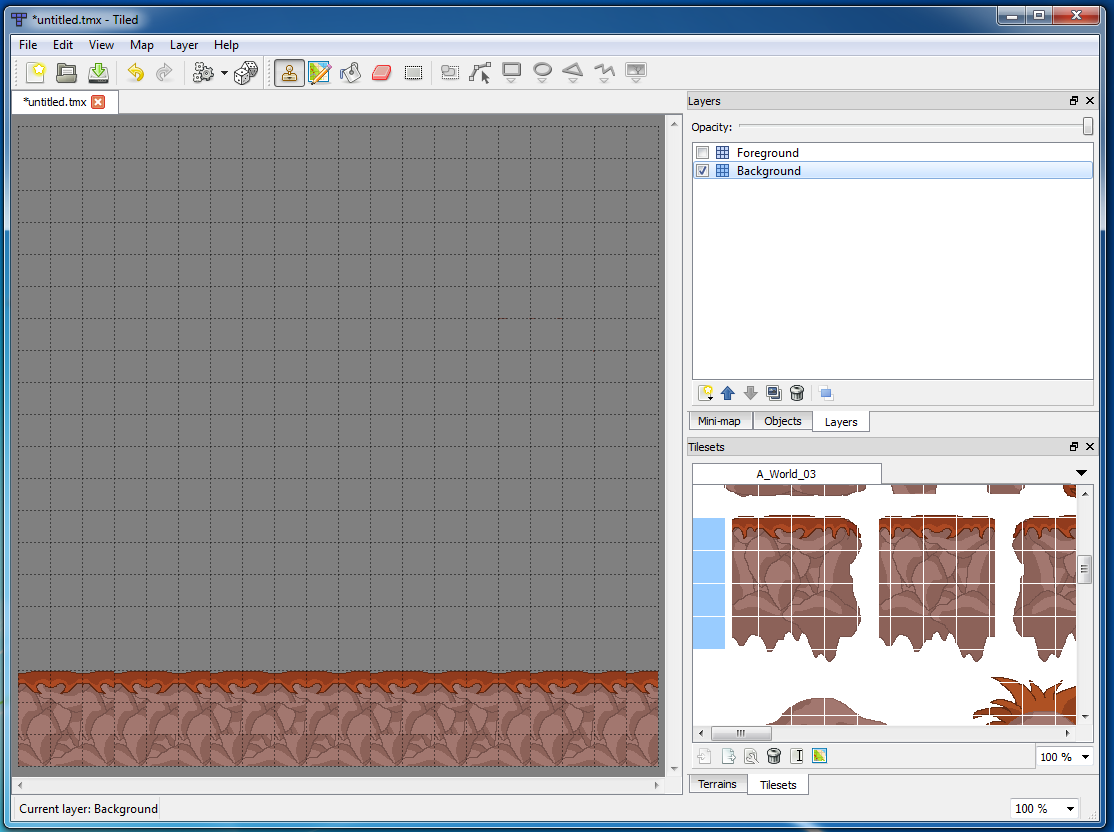 *untitled.tmx - Tiled
File Edit View Map Layer Help
*untitled.tmx
Layers
Opacity:
Foreground
Background
Mini-map Objects Layers
Tilesets
A_World_03
100 %
Terrains Tilesets
Current layer: Background
100 %